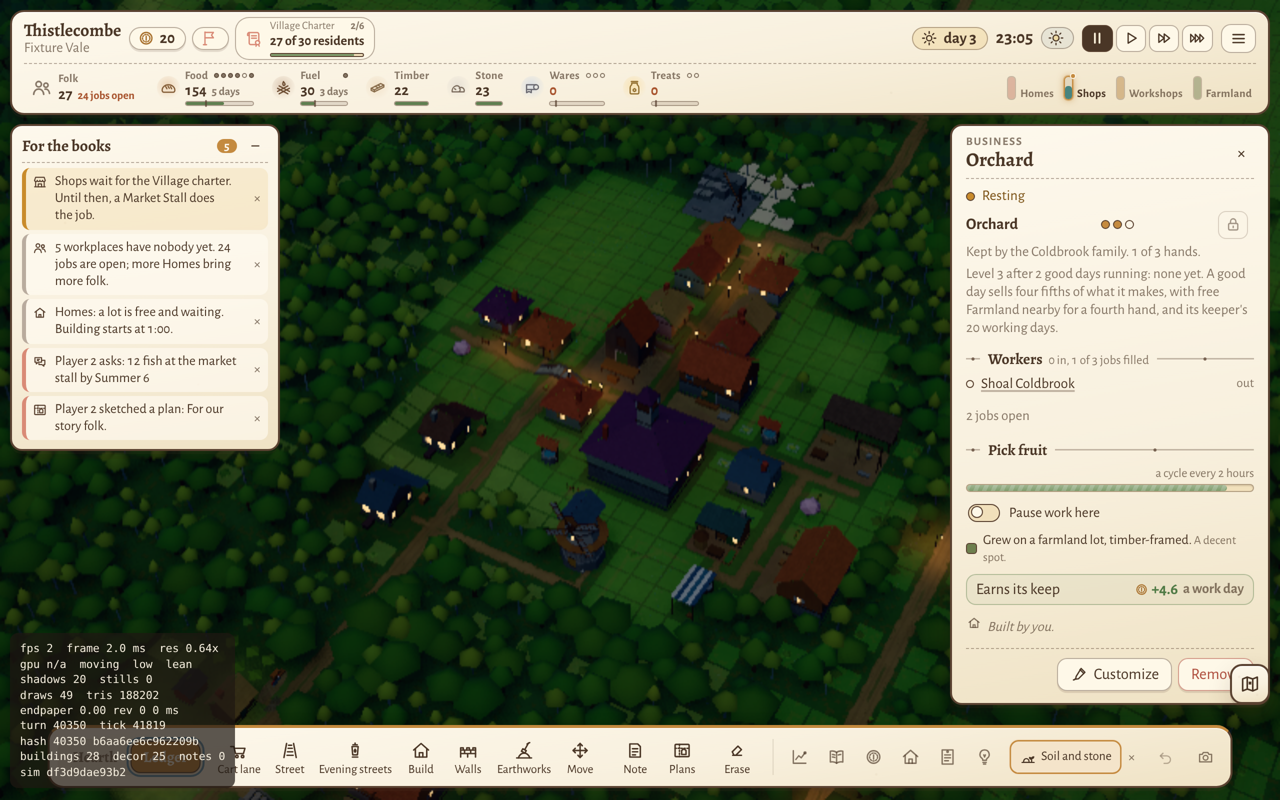 Thistlecombe
Fixture Vale
20
Village Charter 2/6
27 of 30 residents
day 3
23:05
Folk
27 24 jobs open
Food
154 5 days
Fuel
30 3 days
Timber
22
Stone
23
Wares
0
Treats
0
Homes
Shops
Workshops
Farmland
For the books
5
Shops wait for the Village charter.
Until then, a Market Stall does
the job.
5 workplaces have nobody yet. 24
jobs are open; more Homes bring
more folk.
Homes: a lot is free and waiting.
Building starts at 1:00.
Player 2 asks: 12 fish at the market
stall by Summer 6
Player 2 sketched a plan: For our
story folk.
BUSINESS
Orchard
Resting
Orchard
Kept by the Coldbrook family. 1 of 3 hands.
Level 3 after 2 good days running: none yet. A good
day sells four fifths of what it makes, with free
Farmland nearby for a fourth hand, and its keeper's
20 working days.
Workers 0 in, 1 of 3 jobs filled
Shoal Coldbrook out
2 jobs open
Pick fruit
a cycle every 2 hours
Pause work here
Grew on a farmland lot, timber-framed. A decent
spot.
Earns its keep +4.6 a work day
Built by you.
Customize
fps 2 frame 2.0 ms res 0.64x
gpu n/a moving low lean
shadows 20 stills 0
draws 49 tris 188202
endpaper 0.00 rev 0 0 ms
turn 40350 tick 41819
hash 40350 b6aa6ee6c962209b
buildings 28 decor 25 notes 0
sim df3d9dae93b2
Cart lane
Street
Evening streets
Build
Walls
Earthworks
Move
Note
Plans
Erase
Soil and stone